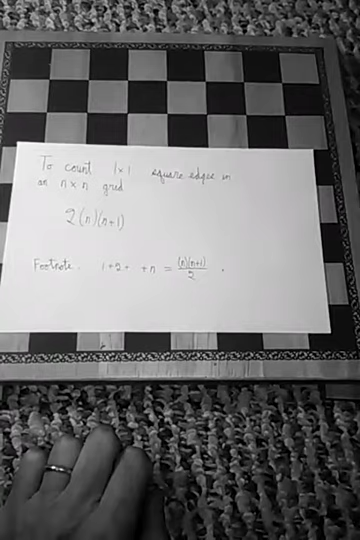 To count 1×1 square edges in
an n×n grid
2(n)(n+1)
Footnote. 1+2+ +n = (n)(n+1)/2 .